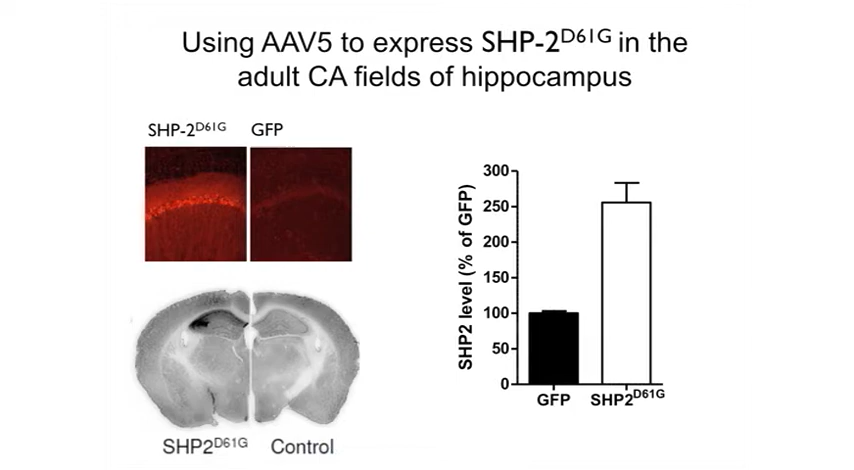 Using AAV5 to express SHP-2D61G in the
adult CA fields of hippocampus
SHP-2D61G GFP
SHP2D61G Control
SHP2 level (% of GFP)
300
250
200
150
100
50
0
GFP SHP2D61G